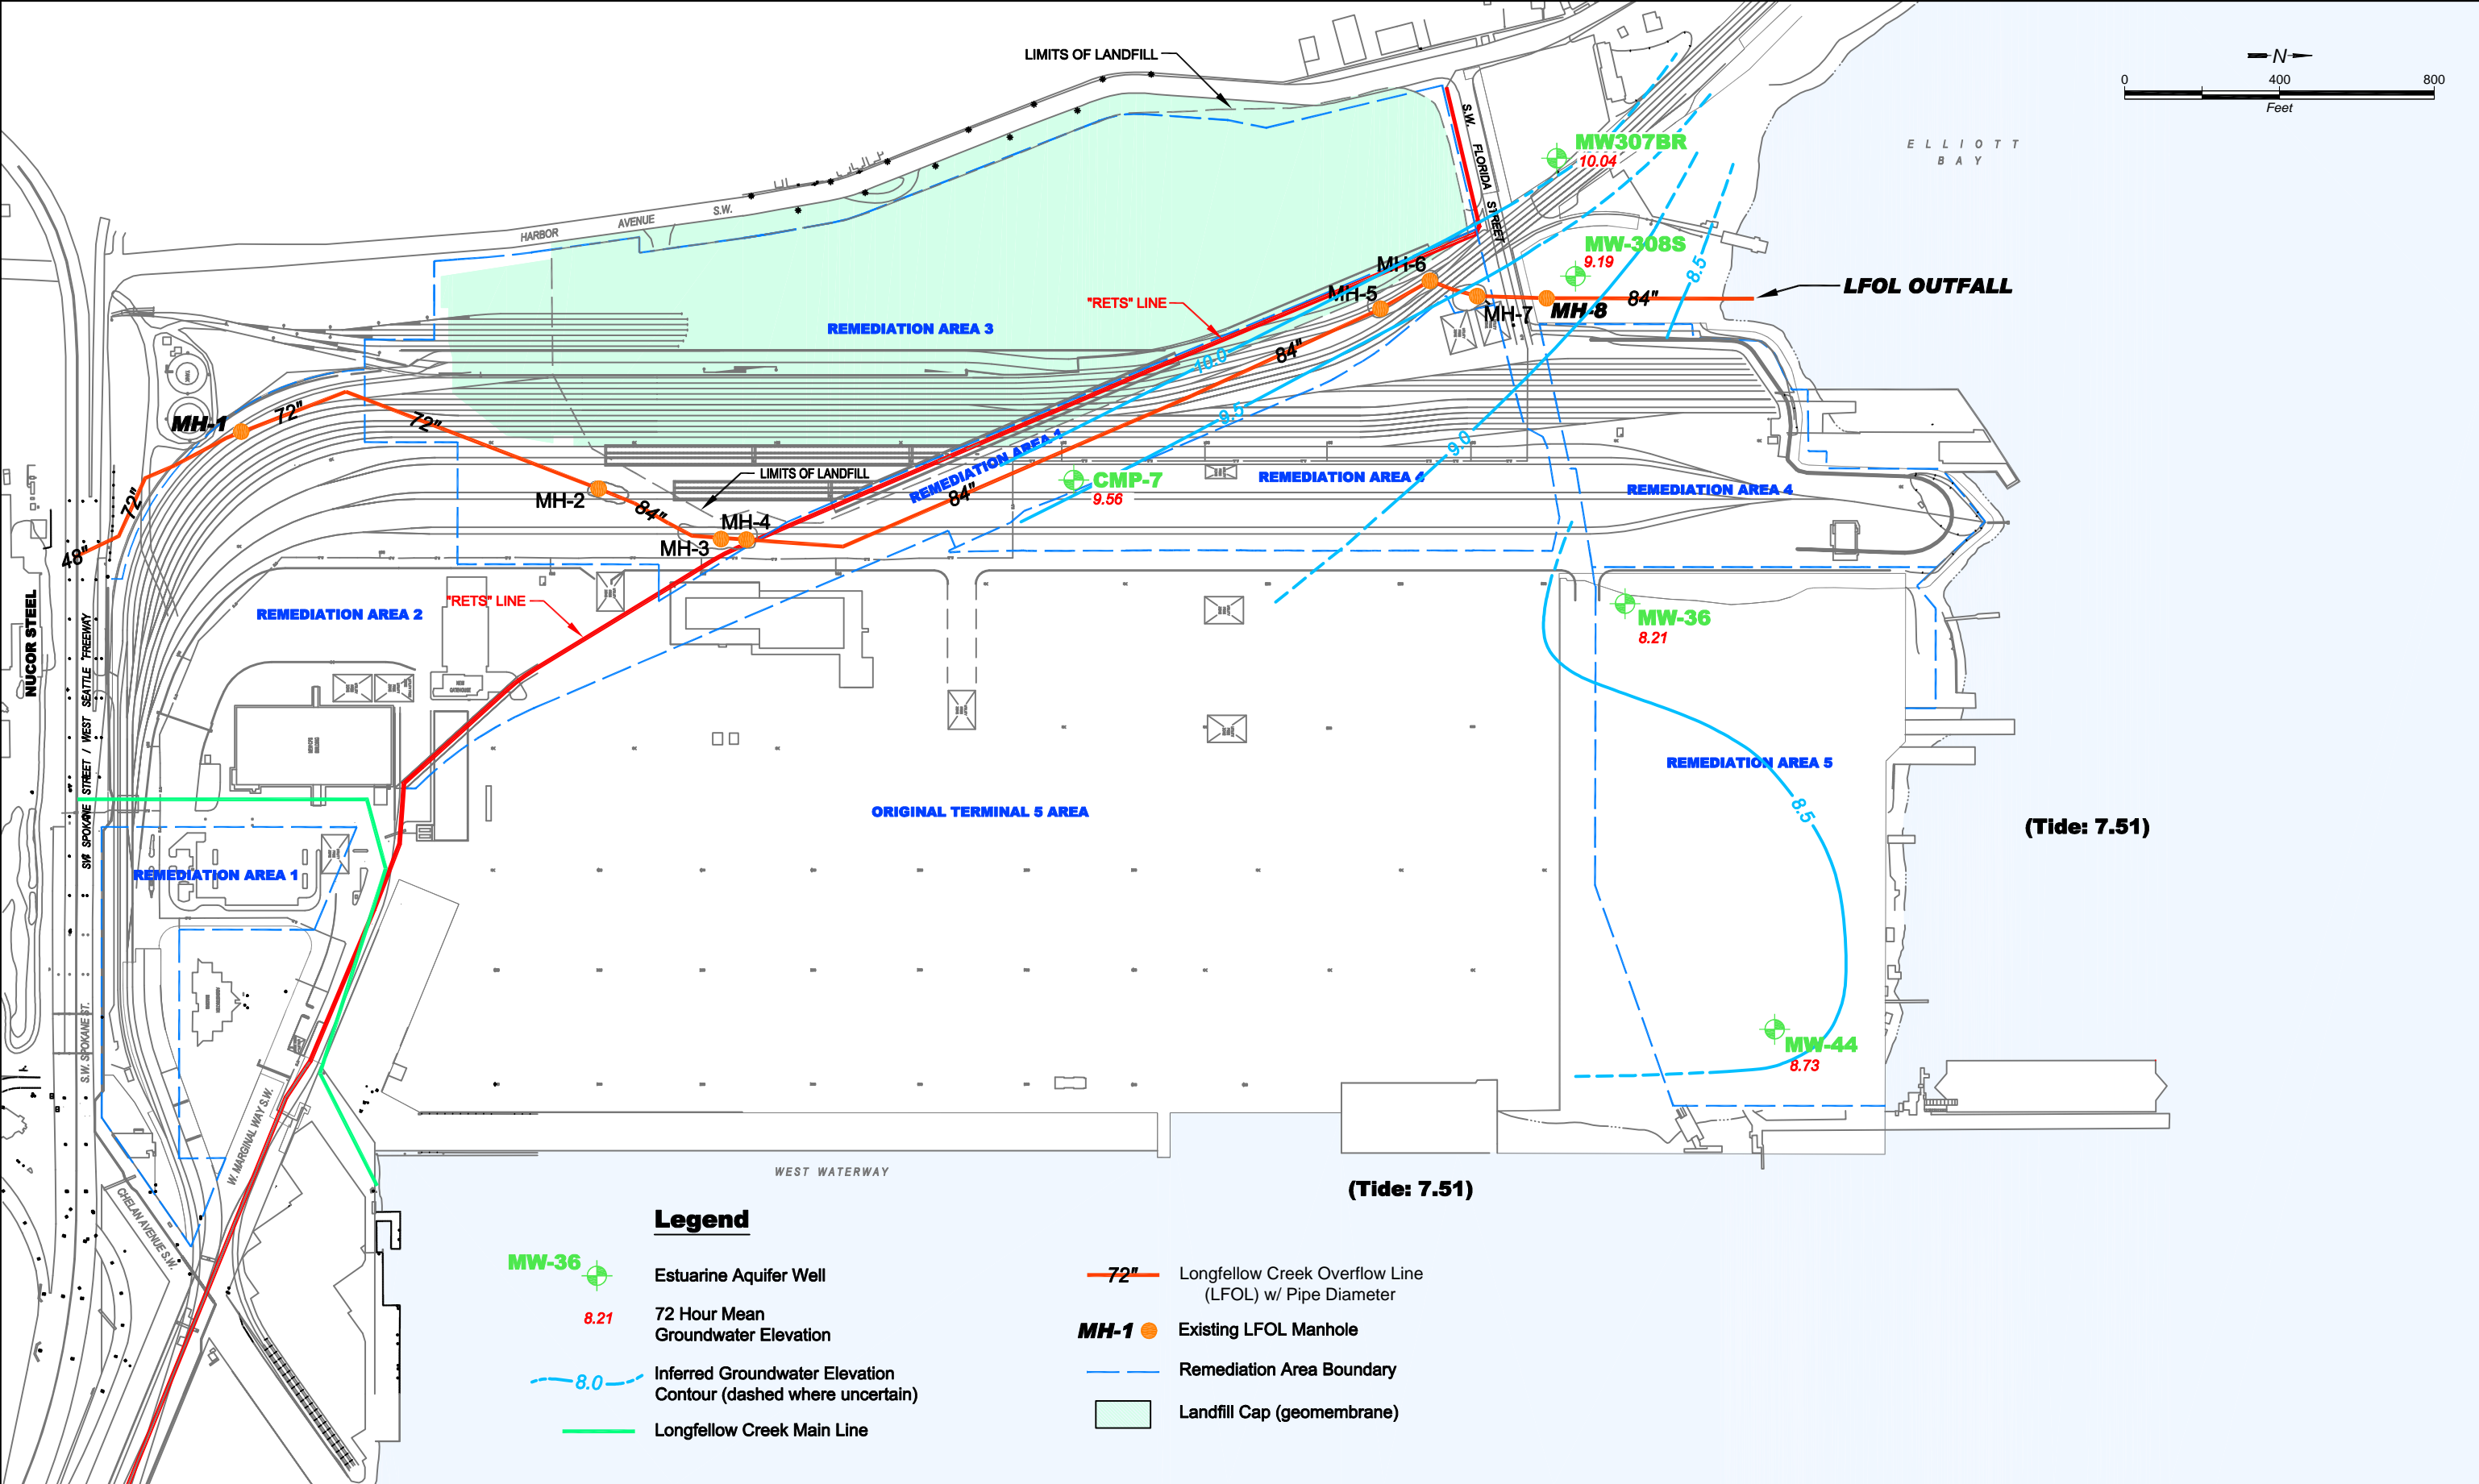 LIMITS OF LANDFILL
N
0 400 800
Feet
ELLIOTT
BAY
S.W. FLORIDA STREET
MW307BR
10.04
MW-308S
9.19
8.5
HARBOR AVENUE S.W.
MH-6
MH-5
"RETS" LINE
84"
LFOL OUTFALL
MH-7
MH-8
REMEDIATION AREA 3
10.0
84"
9.5
9.0
MH-1
72"
72"
72"
48"
REMEDIATION AREA 1
LIMITS OF LANDFILL
MH-2
84"
84"
CMP-7
9.56
REMEDIATION AREA 4
REMEDIATION AREA 4
MH-4
MH-3
"RETS" LINE
REMEDIATION AREA 2
NUCOR STEEL
SW SPOKANE STREET / WEST SEATTLE FREEWAY
MW-36
8.21
REMEDIATION AREA 5
8.5
ORIGINAL TERMINAL 5 AREA
(Tide: 7.51)
REMEDIATION AREA 1
S.W. SPOKANE ST.
MW-44
8.73
W. MARGINAL WAY S.W.
CHELAN AVENUE S.W.
WEST WATERWAY
(Tide: 7.51)
Legend
MW-36
Estuarine Aquifer Well
8.21
72 Hour Mean
Groundwater Elevation
8.0
Inferred Groundwater Elevation
Contour (dashed where uncertain)
Longfellow Creek Main Line
72"
Longfellow Creek Overflow Line
(LFOL) w/ Pipe Diameter
MH-1
Existing LFOL Manhole
Remediation Area Boundary
Landfill Cap (geomembrane)